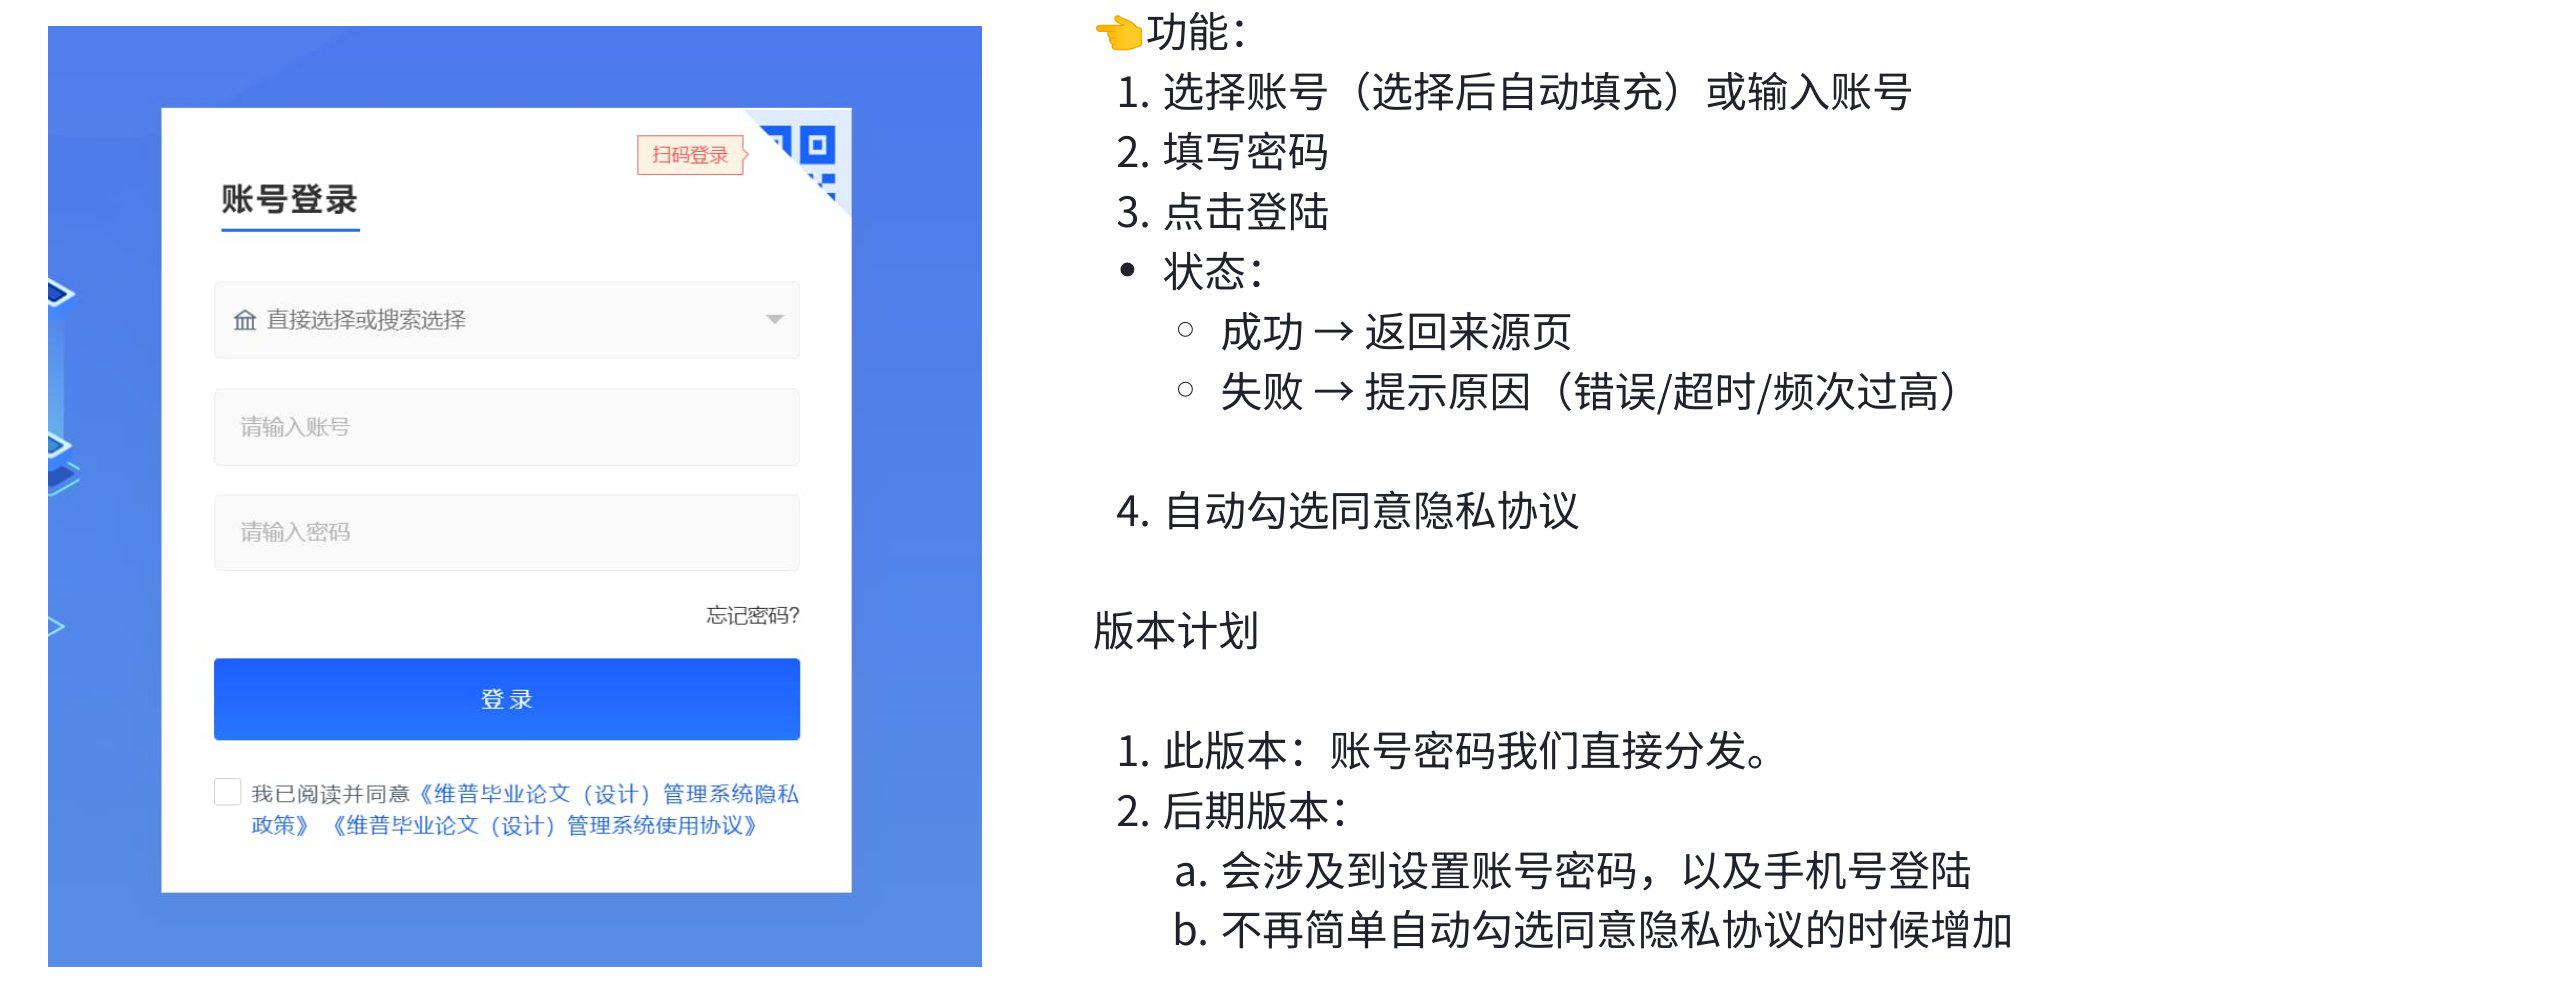 扫码登录
账号登录
直接选择或搜索选择
请输入账号
请输入密码
忘记密码?
登录
我已阅读并同意《维普毕业论文（设计）管理系统隐私
政策》 《维普毕业论文（设计）管理系统使用协议》
👈功能：
1. 选择账号（选择后自动填充）或输入账号
2. 填写密码
3. 点击登陆
• 状态：
◦ 成功 → 返回来源页
◦ 失败 → 提示原因（错误/超时/频次过高）
4. 自动勾选同意隐私协议
版本计划
1. 此版本：账号密码我们直接分发。
2. 后期版本：
a. 会涉及到设置账号密码，以及手机号登陆
b. 不再简单自动勾选同意隐私协议的时候增加